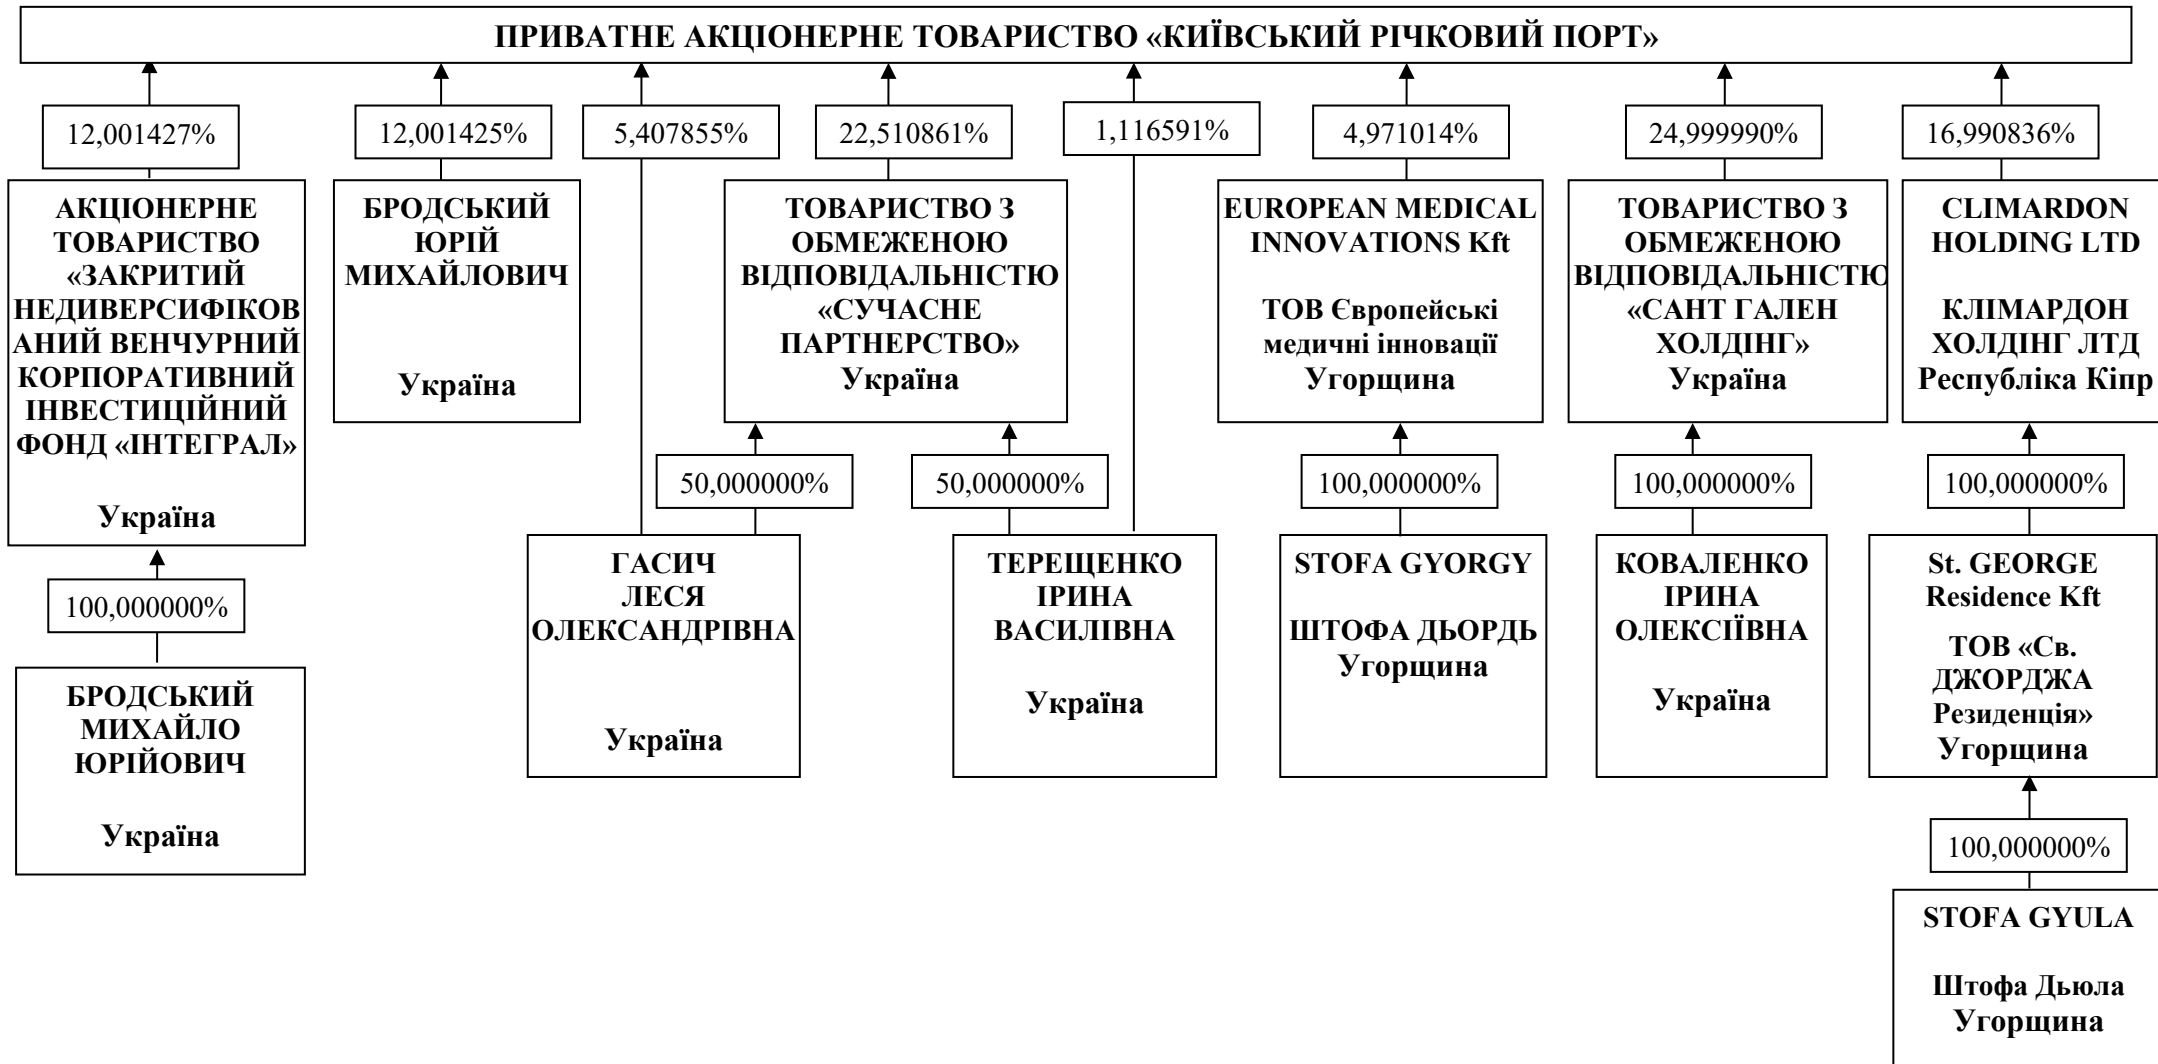 ПРИВАТНЕ АКЦІОНЕРНЕ ТОВАРИСТВО «КИЇВСЬКИЙ РІЧКОВИЙ ПОРТ»
12,001427%
12,001425%
5,407855%
22,510861%
1,116591%
4,971014%
24,999990%
16,990836%
АКЦІОНЕРНЕ
ТОВАРИСТВО
«ЗАКРИТИЙ
НЕДИВЕРСИФІКОВ
АНИЙ ВЕНЧУРНИЙ
КОРПОРАТИВНИЙ
ІНВЕСТИЦІЙНИЙ
ФОНД «ІНТЕГРАЛ»
Україна
БРОДСЬКИЙ
ЮРІЙ
МИХАЙЛОВИЧ
Україна
ТОВАРИСТВО З
ОБМЕЖЕНОЮ
ВІДПОВІДАЛЬНІСТЮ
«СУЧАСНЕ
ПАРТНЕРСТВО»
Україна
EUROPEAN MEDICAL
INNOVATIONS Kft
ТОВ Європейські
медичні інновації
Угорщина
ТОВАРИСТВО З
ОБМЕЖЕНОЮ
ВІДПОВІДАЛЬНІСТЮ
«САНТ ГАЛЕН
ХОЛДІНГ»
Україна
CLIMARDON
HOLDING LTD
КЛІМАРДОН
ХОЛДІНГ ЛТД
Республіка Кіпр
100,000000%
50,000000%
50,000000%
100,000000%
100,000000%
100,000000%
БРОДСЬКИЙ
МИХАЙЛО
ЮРІЙОВИЧ
Україна
ГАСИЧ
ЛЕСЯ
ОЛЕКСАНДРІВНА
Україна
ТЕРЕЩЕНКО
ІРИНА
ВАСИЛІВНА
Україна
STOFA GYORGY
ШТОФА ДЬОРДЬ
Угорщина
КОВАЛЕНКО
ІРИНА
ОЛЕКСІЇВНА
Україна
St. GEORGE
Residence Kft
ТОВ «Св.
ДЖОРДЖА
Резиденція»
Угорщина
100,000000%
STOFA GYULA
Штофа Дьюла
Угорщина